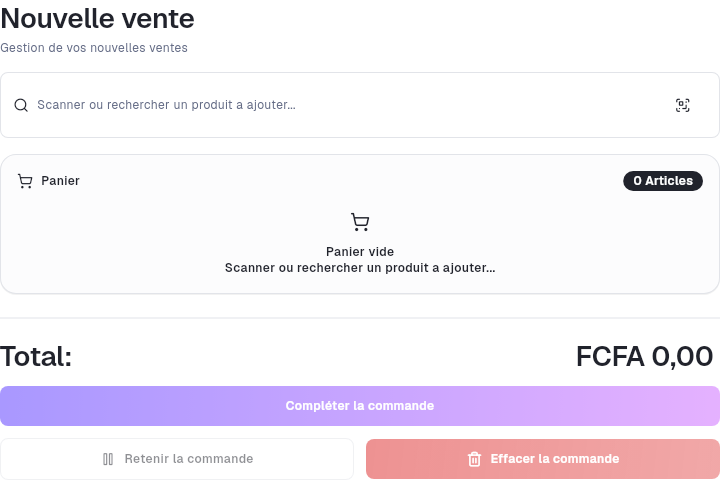 Nouvelle vente
Gestion de vos nouvelles ventes
Scanner ou rechercher un produit a ajouter...
Panier
0 Articles
Panier vide
Scanner ou rechercher un produit a ajouter...
Total:
FCFA 0,00
Compléter la commande
Retenir la commande
Effacer la commande